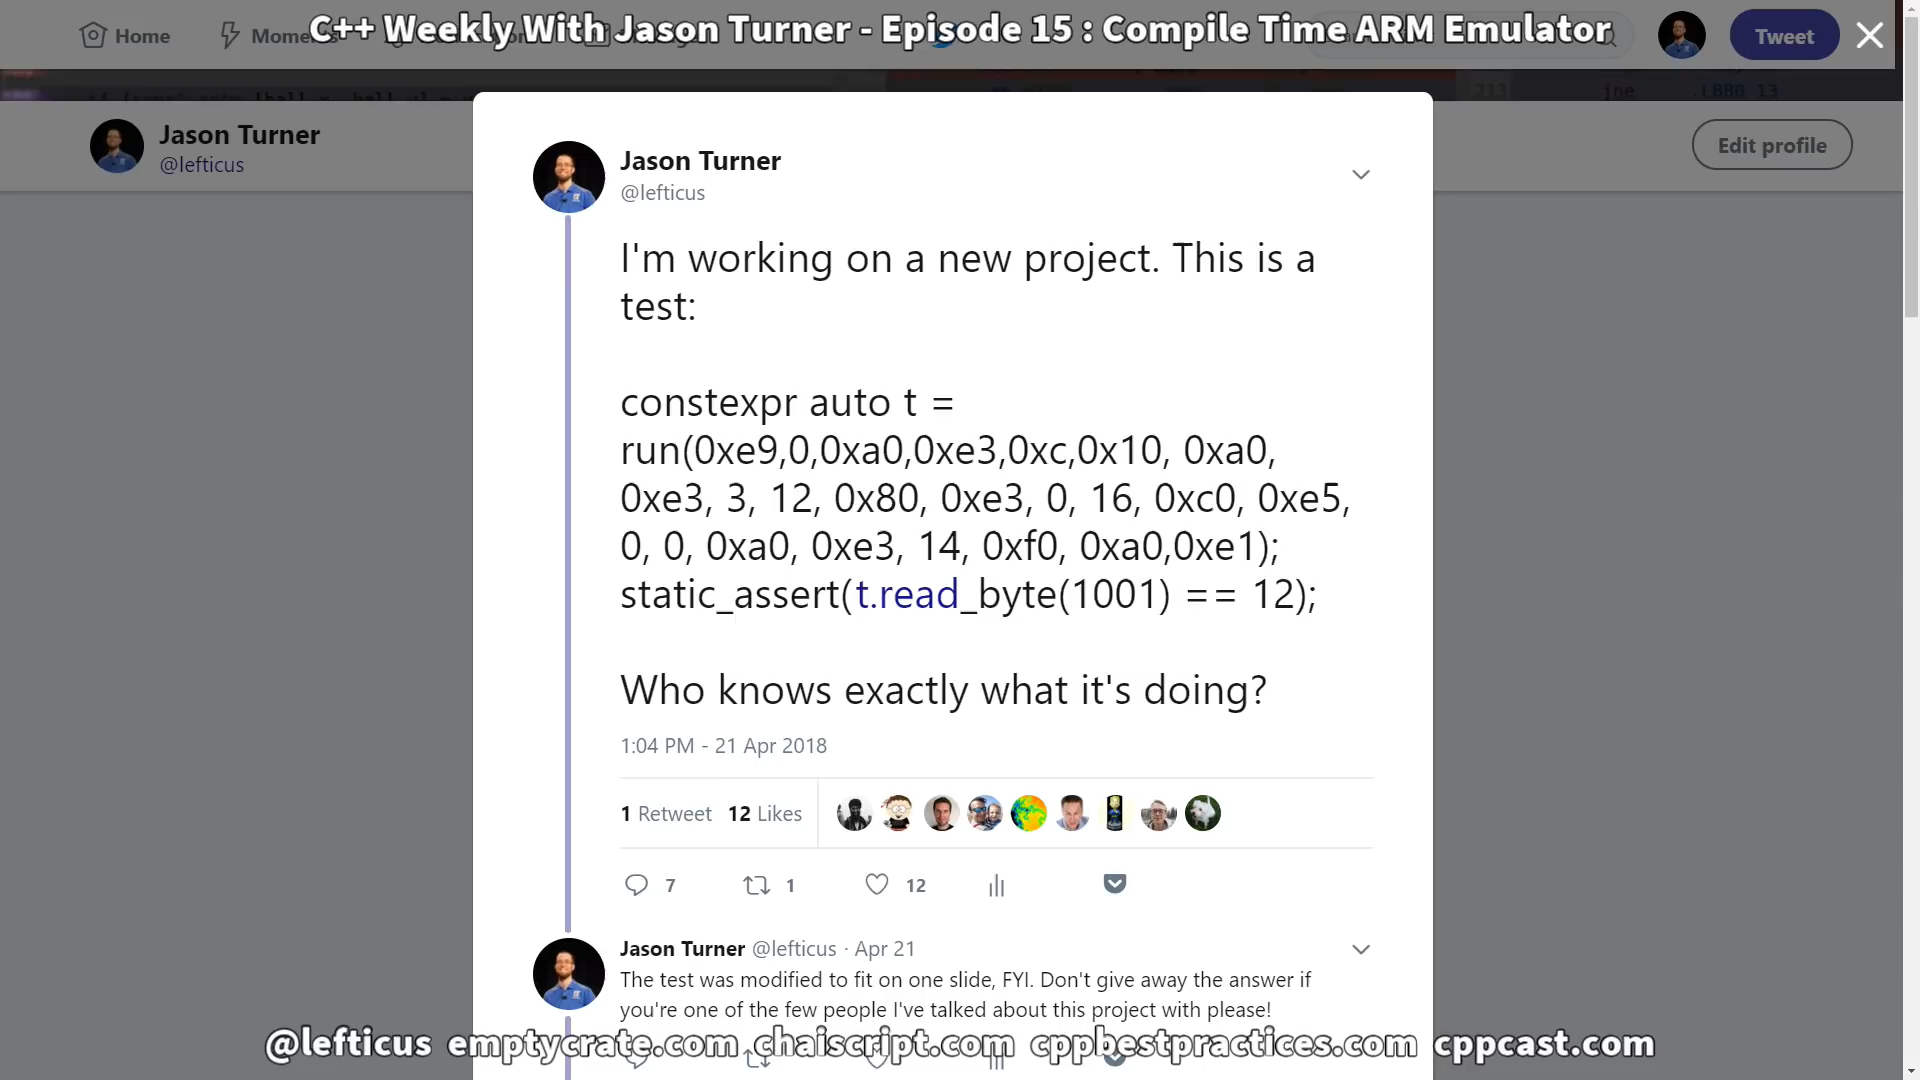 C++ Weekly With Jason Turner - Episode 15 : Compile Time ARM Emulator
Home
Tweet
213 jne .LBB0_13
Jason Turner
@lefticus
Edit profile
Jason Turner
@lefticus
I'm working on a new project. This is a
test:
constexpr auto t =
run(0xe9,0,0xa0,0xe3,0xc,0x10, 0xa0,
0xe3, 3, 12, 0x80, 0xe3, 0, 16, 0xc0, 0xe5,
0, 0, 0xa0, 0xe3, 14, 0xf0, 0xa0,0xe1);
static_assert(t.read_byte(1001) == 12);
Who knows exactly what it's doing?
1:04 PM - 21 Apr 2018
1 Retweet 12 Likes
7 1 12
Jason Turner @lefticus · Apr 21
The test was modified to fit on one slide, FYI. Don't give away the answer if
you're one of the few people I've talked about this project with please!
@lefticus emptycrate.com chaiscript.com cppbestpractices.com cppcast.com